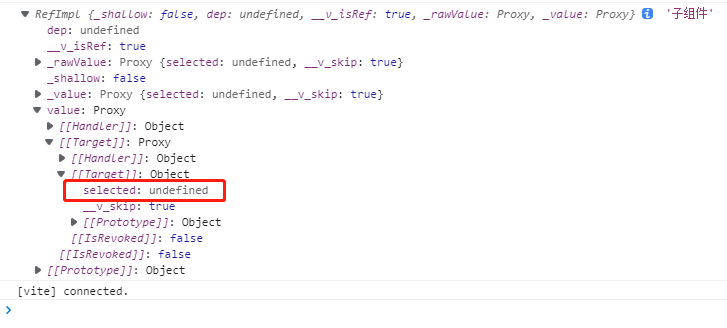 RefImpl {_shallow: false, dep: undefined, __v_isRef: true, _rawValue: Proxy, _value: Proxy} i '子组件'
dep: undefined
__v_isRef: true
_rawValue: Proxy {selected: undefined, __v_skip: true}
_shallow: false
_value: Proxy {selected: undefined, __v_skip: true}
value: Proxy
[[Handler]]: Object
[[Target]]: Proxy
[[Handler]]: Object
[[Target]]: Object
selected: undefined
__v_skip: true
[[Prototype]]: Object
[[IsRevoked]]: false
[[IsRevoked]]: false
[[Prototype]]: Object
[vite] connected.